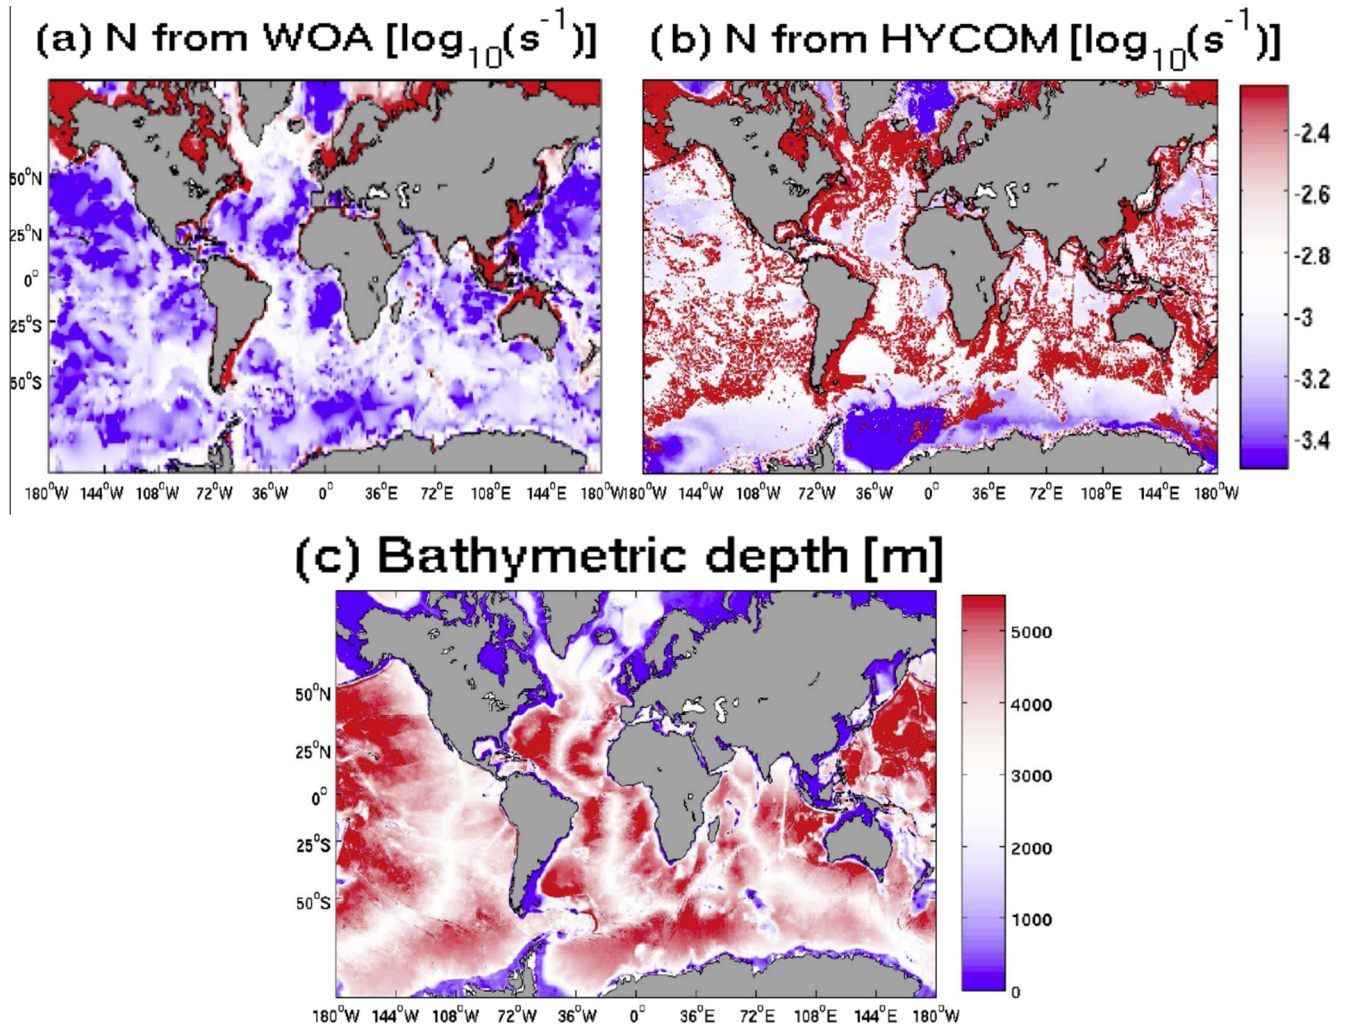 (a) N from WOA [log10(s-1)]
(b) N from HYCOM [log10(s-1)]
50°N
25°N
0°
25°S
50°S
180°W 144°W 108°W 72°W 36°W 0° 36°E 72°E 108°E 144°E 180°W
180°W 144°W 108°W 72°W 36°W 0° 36°E 72°E 108°E 144°E 180°W
-2.4
-2.6
-2.8
-3
-3.2
-3.4
(c) Bathymetric depth [m]
50°N
25°N
0°
25°S
50°S
180°W 144°W 108°W 72°W 36°W 0° 36°E 72°E 108°E 144°E 180°W
5000
4000
3000
2000
1000
0